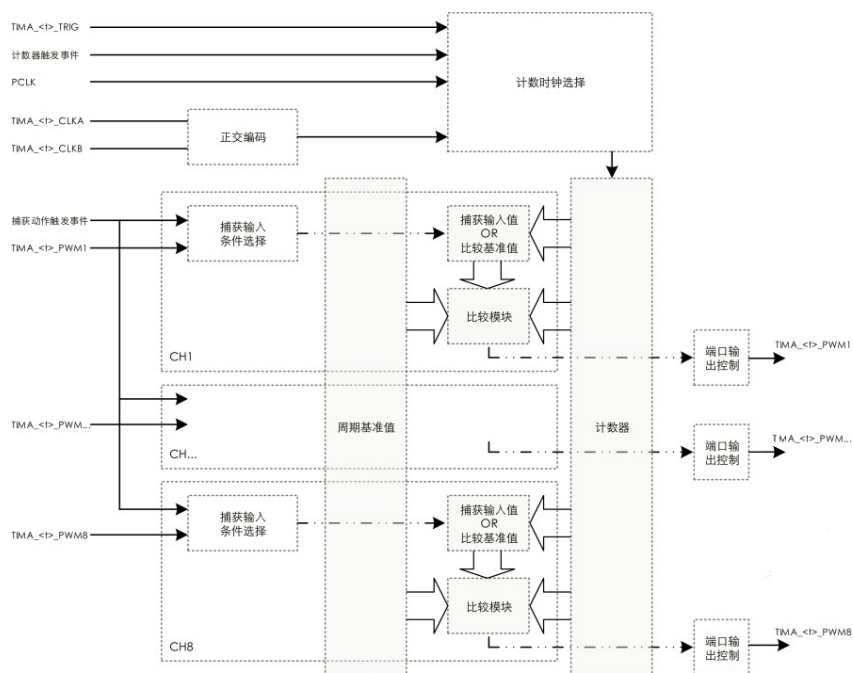 TIMA_<t>_TRIG
计数器触发事件
PCLK
计数时钟选择
TIMA_<t>_CLKA
正交编码
TIMA_<t>_CLKB
捕获动作触发事件
TIMA_<t>_PWM1
捕获输入
条件选择
捕获输入值
OR
比较基准值
比较模块
CH1
端口输
出控制
TIMA_<t>_PWM1
周期基准值
计数器
TIMA_<t>_PWM...
CH...
端口输
出控制
TMA_<t>_PWM...
捕获输入
条件选择
捕获输入值
OR
比较基准值
TIMA_<t>_PWM8
比较模块
CH8
端口输
出控制
TIMA_<t>_PWM8